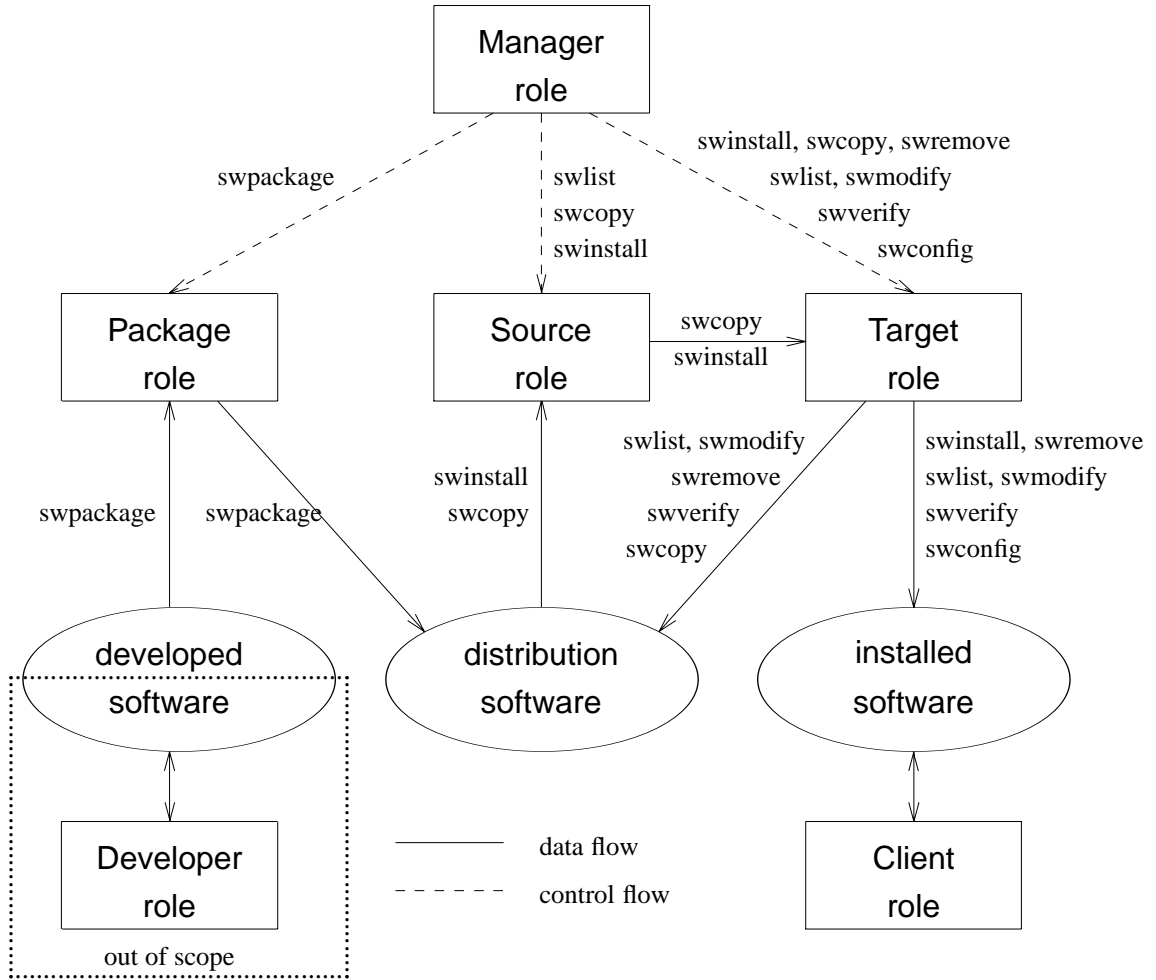 Manager
role
swpackage
swlist
swcopy
swinstall
swinstall, swcopy, swremove
swlist, swmodify
swverify
swconfig
Package
role
Source
role
swcopy
swinstall
Target
role
swpackage
swpackage
swinstall
swcopy
swlist, swmodify
swremove
swverify
swcopy
swinstall, swremove
swlist, swmodify
swverify
swconfig
developed
software
distribution
software
installed
software
Developer
role
out of scope
data flow
control flow
Client
role